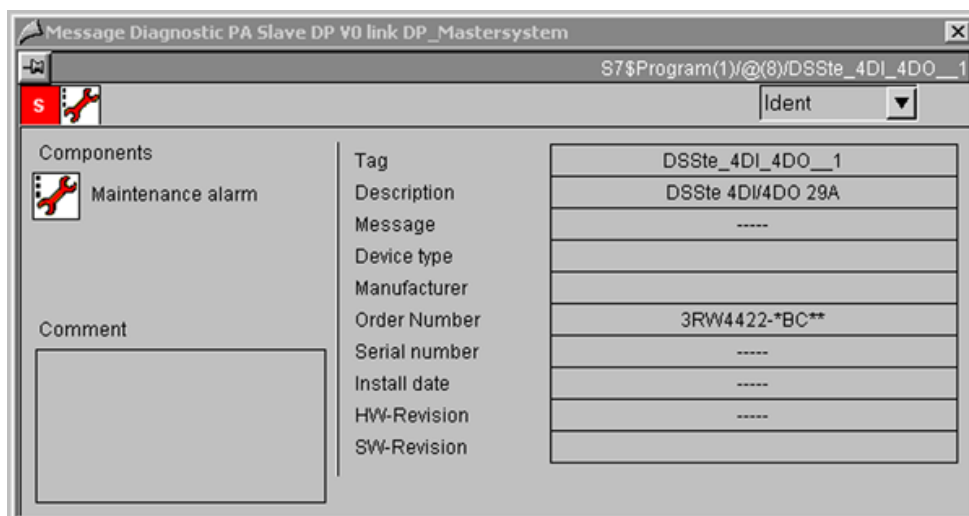 Message Diagnostic PA Slave DP V0 link DP_Mastersystem
S7$Program(1)/@(8)/DSSte_4DI_4DO__1
S
Ident
Components
Maintenance alarm
Comment
Tag DSSte_4DI_4DO__1
Description DSSte 4DI/4DO 29A
Message -----
Device type
Manufacturer
Order Number 3RW4422-*BC**
Serial number -----
Install date -----
HW-Revision -----
SW-Revision